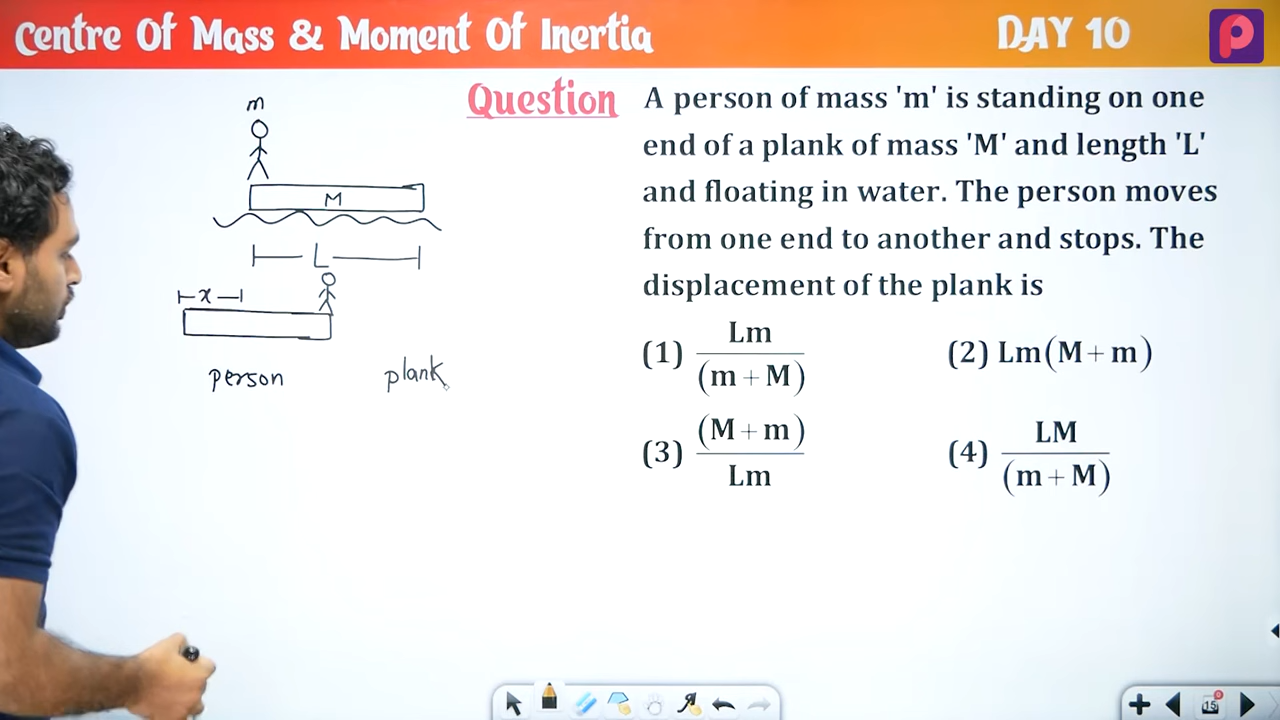 Centre Of Mass & Moment Of Inertia
DAY 10
m
M
L
x
person
plank
Question
A person of mass 'm' is standing on one
end of a plank of mass 'M' and length 'L'
and floating in water. The person moves
from one end to another and stops. The
displacement of the plank is
(1) Lm
(m + M)
(2) Lm(M + m)
(3) (M + m)
Lm
(4) LM
(m + M)
15